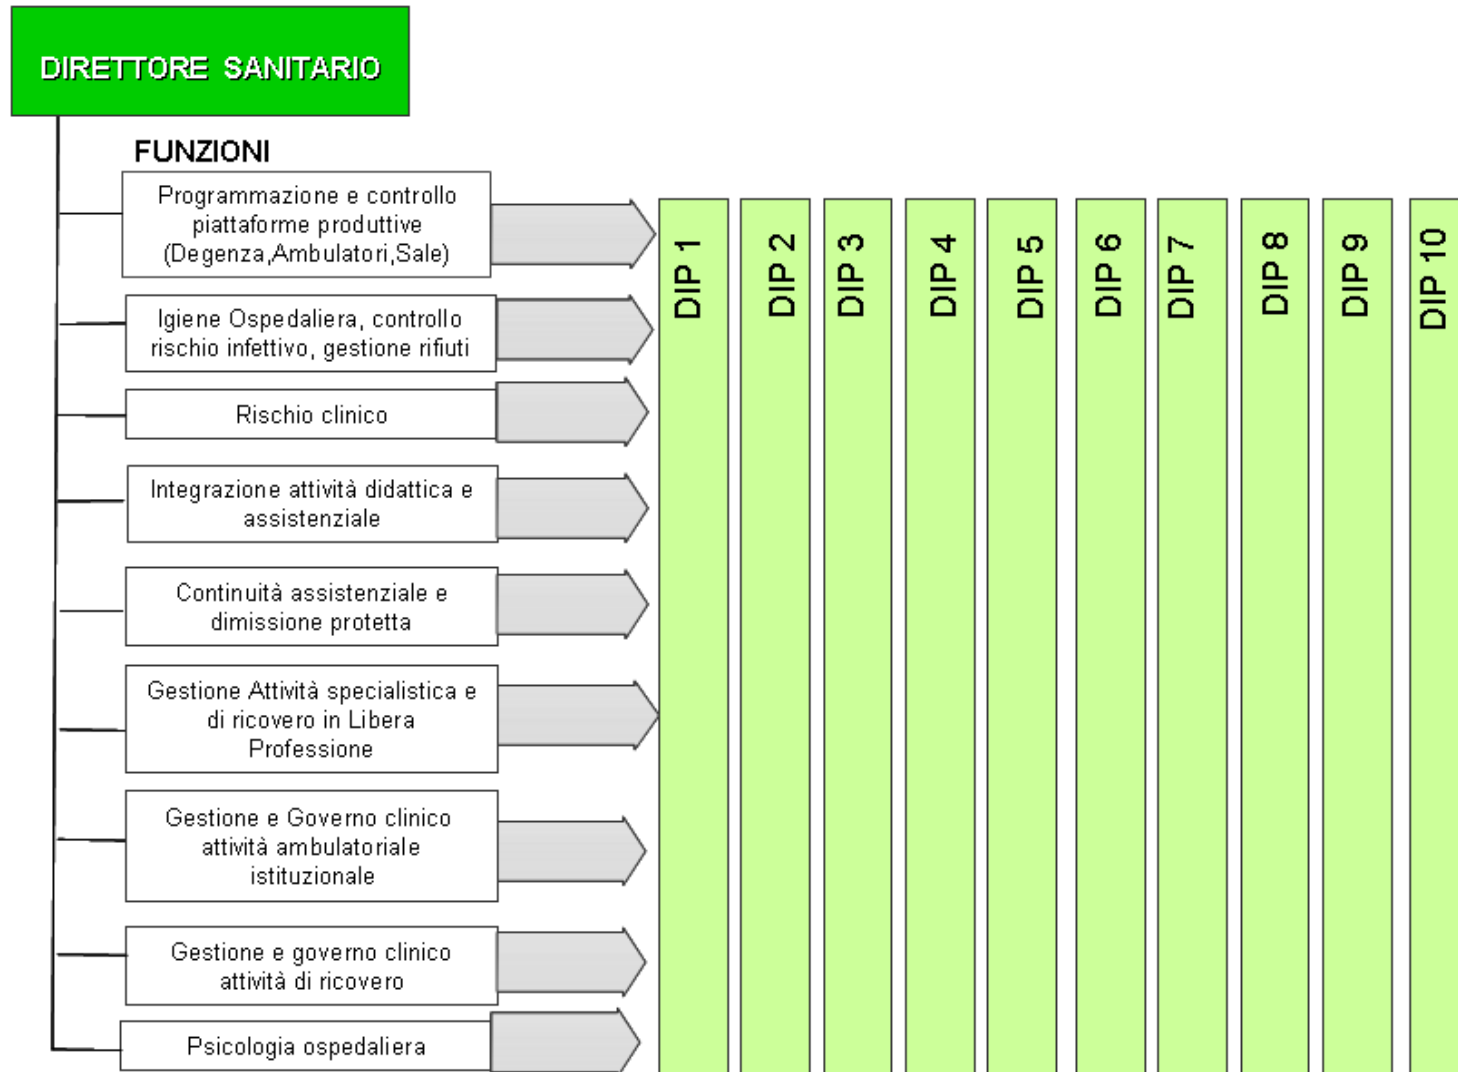 DIRETTORE SANITARIO
FUNZIONI
Programmazione e controllo
piattaforme produttive
(Degenza,Ambulatori,Sale)
Igiene Ospedaliera, controllo
rischio infettivo, gestione rifiuti
Rischio clinico
Integrazione attività didattica e
assistenziale
Continuità assistenziale e
dimissione protetta
Gestione Attività specialistica e
di ricovero in Libera
Professione
Gestione e Governo clinico
attività ambulatoriale
istituzionale
Gestione e governo clinico
attività di ricovero
Psicologia ospedaliera
DIP 1
DIP 2
DIP 3
DIP 4
DIP 5
DIP 6
DIP 7
DIP 8
DIP 9
DIP 10